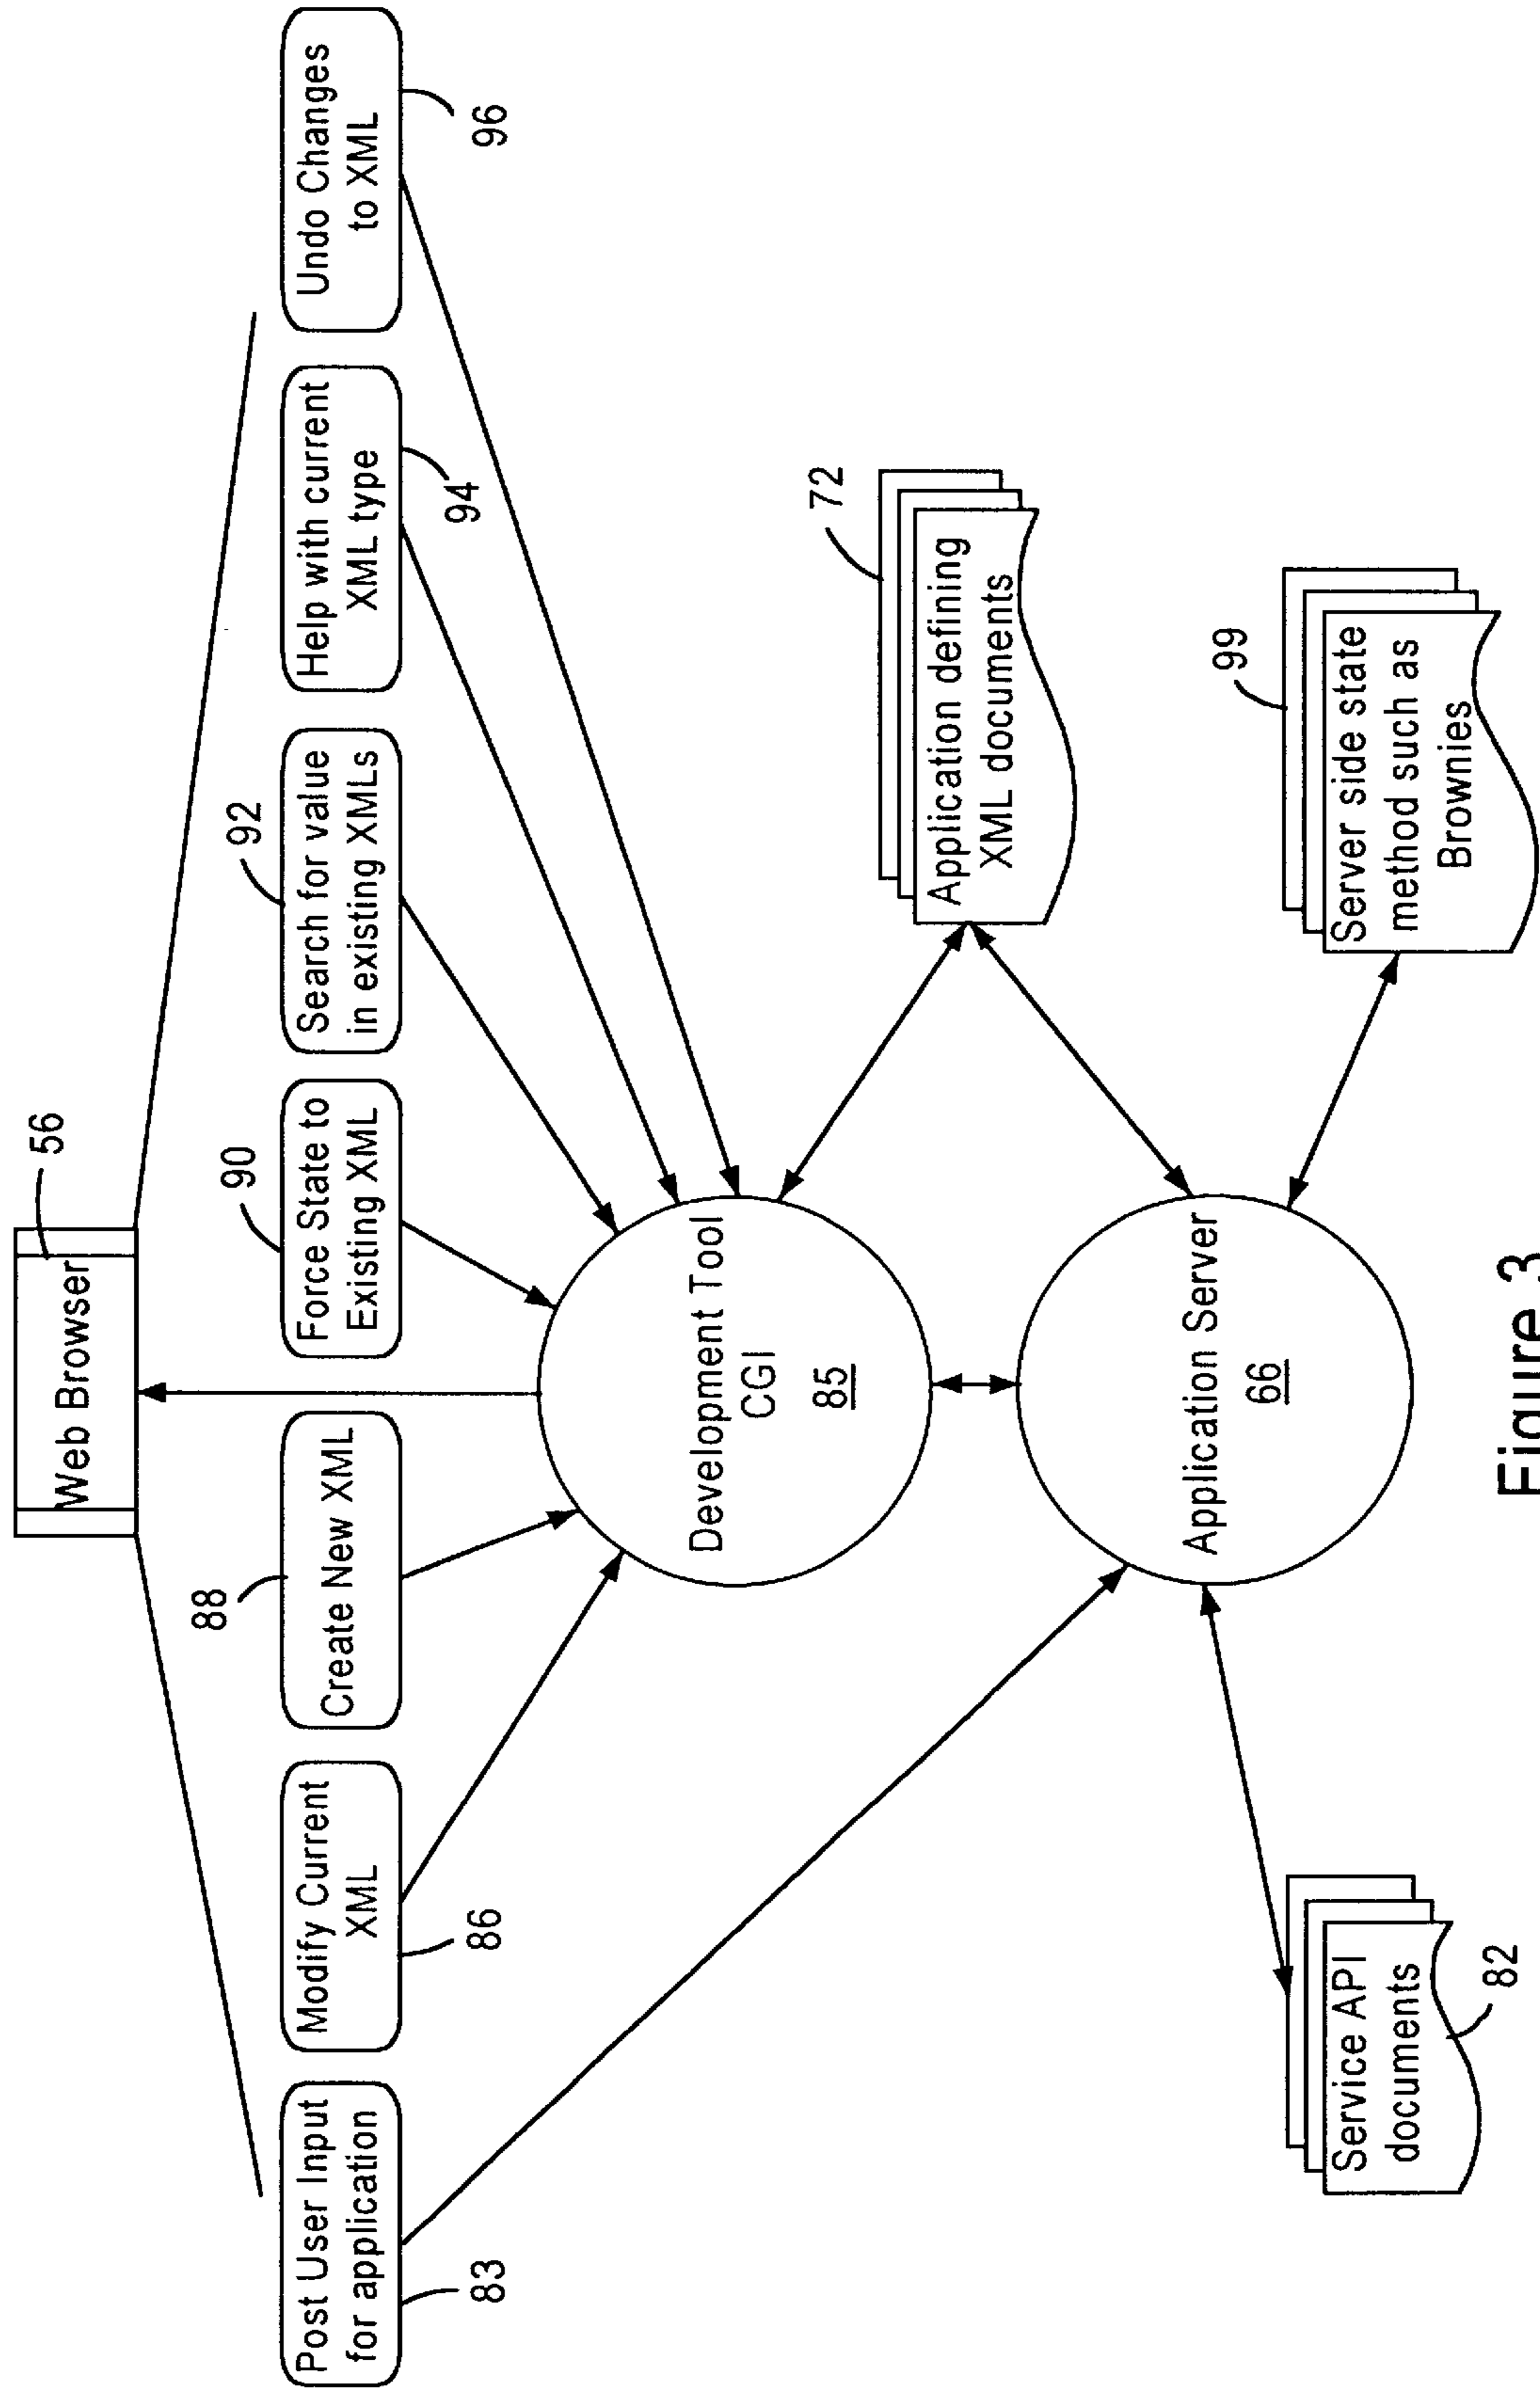 56
Web Browser
88
90
92
Post User Input
for application
Modify Current
XML
Create New XML
Force State to
Existing XML
Search for value
in existing XMLs
Help with current
XML type
Undo Changes
to XML
83
86
94
96
Development Tool
CGI
85
72
Application defining
XML documents
Application Server
66
99
Server side state
method such as
Brownies
Service API
documents
82
Figure 3